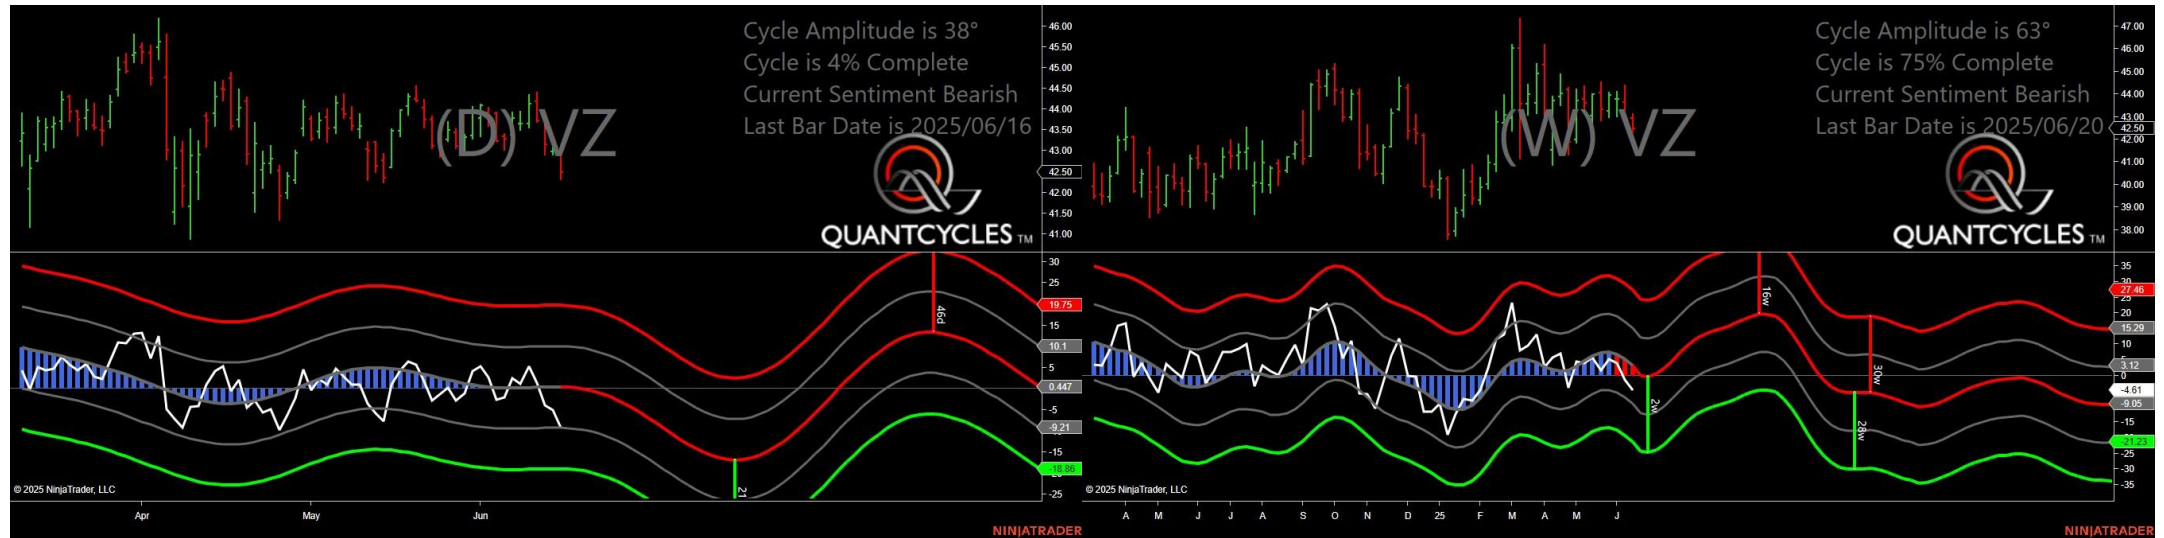 Cycle Amplitude is 38°
Cycle is 4% Complete
Current Sentiment Bearish
Last Bar Date is 2025/06/16
(D) VZ
QUANTCYCLES TM
46.00
45.50
45.00
44.50
44.00
43.50
43.00
42.50
42.00
41.50
41.00
30
25
19.75
15
10.1
5
0.447
-5
-9.21
-15
-18.86
-25
46d
21
© 2025 NinjaTrader, LLC
Apr
May
Jun
NINJATRADER
Cycle Amplitude is 63°
Cycle is 75% Complete
Current Sentiment Bearish
Last Bar Date is 2025/06/20
(W) VZ
QUANTCYCLES TM
47.00
46.00
45.00
44.00
43.00
42.50
42.00
41.00
40.00
39.00
38.00
35
30
27.46
25
20
15.29
10
5
3.12
0
-4.61
-9.05
-15
-21.23
-25
-30
-35
16w
30w
2w
28w
© 2025 NinjaTrader, LLC
A M J J A S O N D 25 F M A M J
NINJATRADER